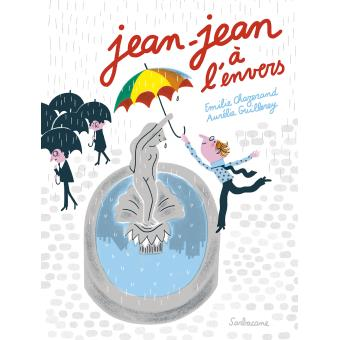 jean-jean
à
l'envers
Emilie Chazerand
Aurélie Guillerey
Sarbacane